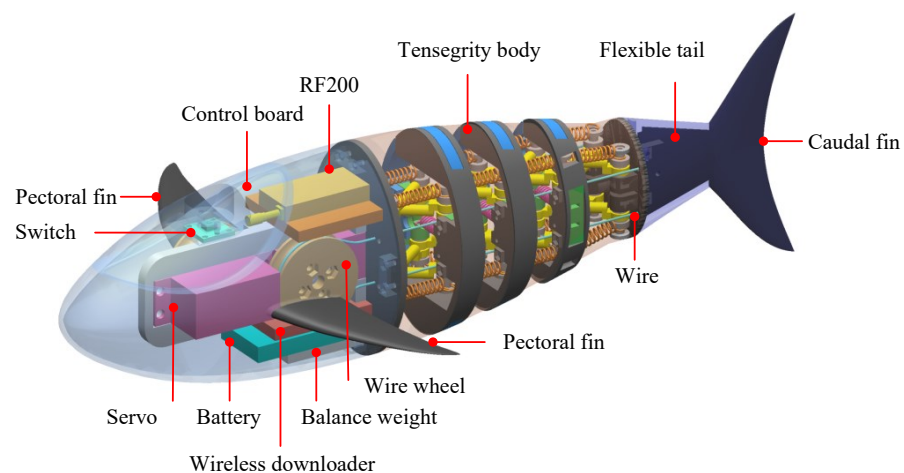 Tensegrity body
Flexible tail
RF200
Control board
Caudal fin
Pectoral fin
Switch
Wire
Pectoral fin
Wire wheel
Servo
Battery
Balance weight
Wireless downloader